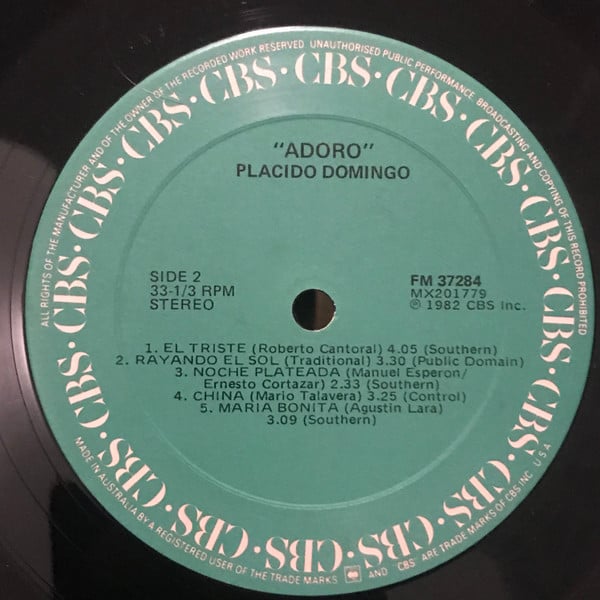 ALL RIGHTS OF THE MANUFACTURER AND OF THE OWNER OF THE RECORDED WORK RESERVED. UNAUTHORISED PUBLIC PERFORMANCE, BROADCASTING AND COPYING OF THIS RECORD PROHIBITED
CBS · CBS · CBS · CBS · CBS · CBS · CBS · CBS · CBS · CBS · CBS · CBS · CBS · CBS · CBS · CBS
"ADORO"
PLACIDO DOMINGO
SIDE 2
33-1/3 RPM
STEREO
FM 37284
MX201779
℗ 1982 CBS Inc.
1. EL TRISTE (Roberto Cantoral) 4.05 (Southern)
2. RAYANDO EL SOL (Traditional) 3.30 (Public Domain)
3. NOCHE PLATEADA (Manuel Esperon/
Ernesto Cortazar) 2.33 (Southern)
4. CHINA (Mario Talavera) 3.25 (Control)
5. MARIA BONITA (Agustin Lara)
3.09 (Southern)
MADE IN AUSTRALIA BY A REGISTERED USER OF THE TRADE MARKS AND 'CBS' ARE TRADE MARKS OF CBS INC U S A